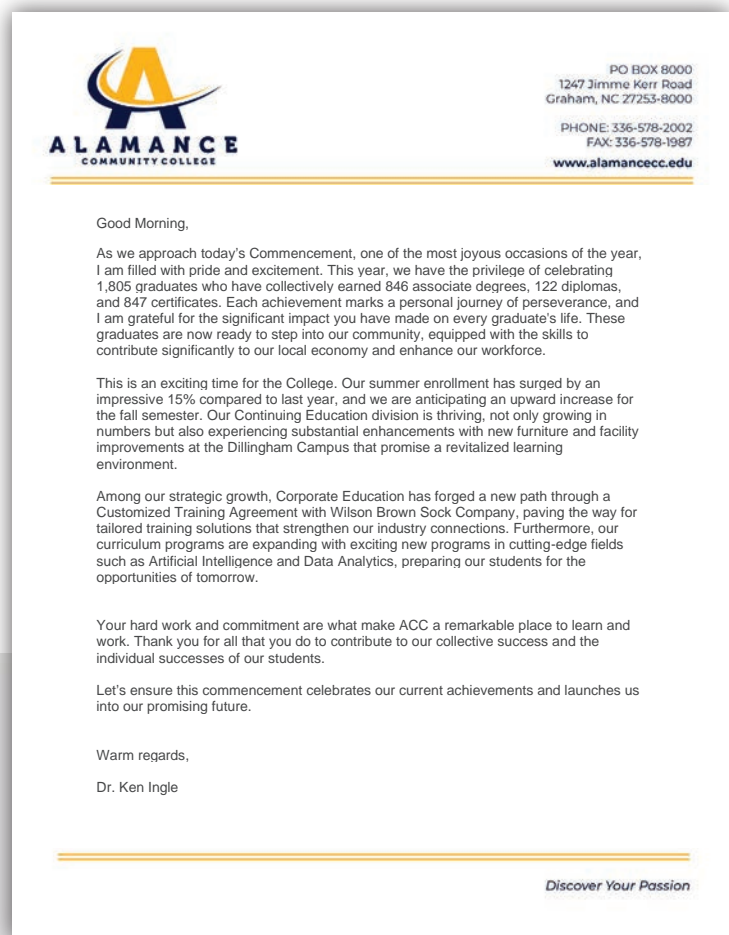 ALAMANCE
COMMUNITY COLLEGE
PO BOX 8000
1247 Jimme Kerr Road
Graham, NC 27253-8000
PHONE: 336-578-2002
FAX: 336-578-1987
www.alamancecc.edu
Good Morning,
As we approach today's Commencement, one of the most joyous occasions of the year,
I am filled with pride and excitement. This year, we have the privilege of celebrating
1,805 graduates who have collectively earned 846 associate degrees, 122 diplomas,
and 847 certificates. Each achievement marks a personal journey of perseverance, and
I am grateful for the significant impact you have made on every graduate's life. These
graduates are now ready to step into our community, equipped with the skills to
contribute significantly to our local economy and enhance our workforce.
This is an exciting time for the College. Our summer enrollment has surged by an
impressive 15% compared to last year, and we are anticipating an upward increase for
the fall semester. Our Continuing Education division is thriving, not only growing in
numbers but also experiencing substantial enhancements with new furniture and facility
improvements at the Dillingham Campus that promise a revitalized learning
environment.
Among our strategic growth, Corporate Education has forged a new path through a
Customized Training Agreement with Wilson Brown Sock Company, paving the way for
tailored training solutions that strengthen our industry connections. Furthermore, our
curriculum programs are expanding with exciting new programs in cutting-edge fields
such as Artificial Intelligence and Data Analytics, preparing our students for the
opportunities of tomorrow.
Your hard work and commitment are what make ACC a remarkable place to learn and
work. Thank you for all that you do to contribute to our collective success and the
individual successes of our students.
Let's ensure this commencement celebrates our current achievements and launches us
into our promising future.
Warm regards,
Dr. Ken Ingle
Discover Your Passion